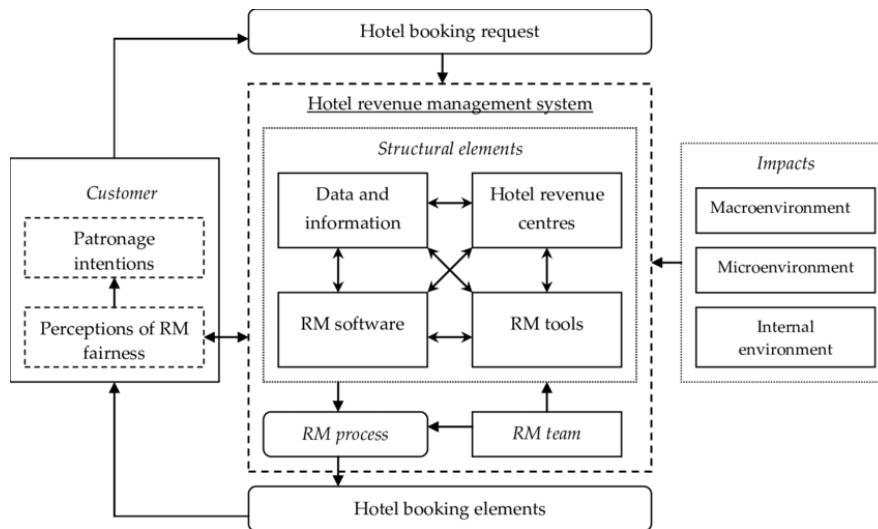 Hotel booking request
Hotel revenue management system
Structural elements
Data and
information
Hotel revenue
centres
RM software
RM tools
RM process
RM team
Customer
Patronage
intentions
Perceptions of RM
fairness
Impacts
Macroenvironment
Microenvironment
Internal
environment
Hotel booking elements